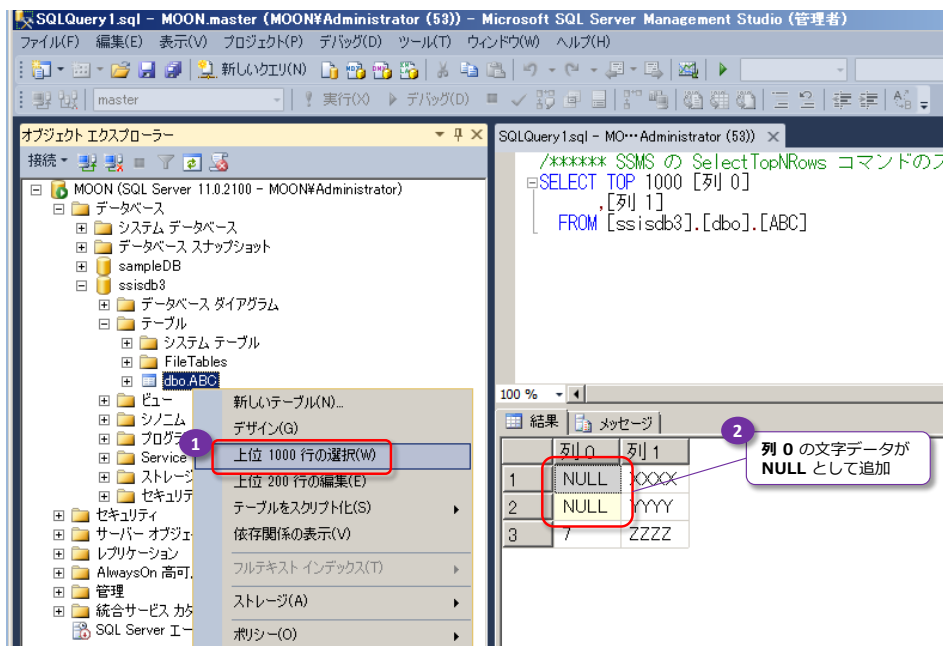 SQLQuery1.sql - MOON.master (MOON¥Administrator (53)) - Microsoft SQL Server Management Studio (管理者)
ファイル(F) 編集(E) 表示(V) プロジェクト(P) デバッグ(D) ツール(T) ウィンドウ(W) ヘルプ(H)
新しいクエリ(N)
master 実行(X) デバッグ(D)
オブジェクト エクスプローラー
接続
MOON (SQL Server 11.0.2100 - MOON¥Administrator)
データベース
システム データベース
データベース スナップショット
sampleDB
ssisdb3
データベース ダイアグラム
テーブル
システム テーブル
FileTables
dbo.ABC
ビュー
シノニム
プログラ
Service
ストレージ
セキュリテ
セキュリティ
サーバー オブジェ
レプリケーション
AlwaysOn 高可
管理
統合サービス カタ
SQL Server エー
新しいテーブル(N)...
デザイン(G)
1
上位 1000 行の選択(W)
上位 200 行の編集(E)
テーブルをスクリプト化(S)
依存関係の表示(V)
フルテキスト インデックス(T)
ストレージ(A)
ポリシー(O)
SQLQuery1.sql - MO...Administrator (53))
/****** SSMS の SelectTopNRows コマンドのス
SELECT TOP 1000 [列 0]
,[列 1]
FROM [ssisdb3].[dbo].[ABC]
100 %
結果 メッセージ
列 0 列 1
1 NULL XXXX
2 NULL YYYY
3 7 ZZZZ
2
列 0 の文字データが
NULL として追加